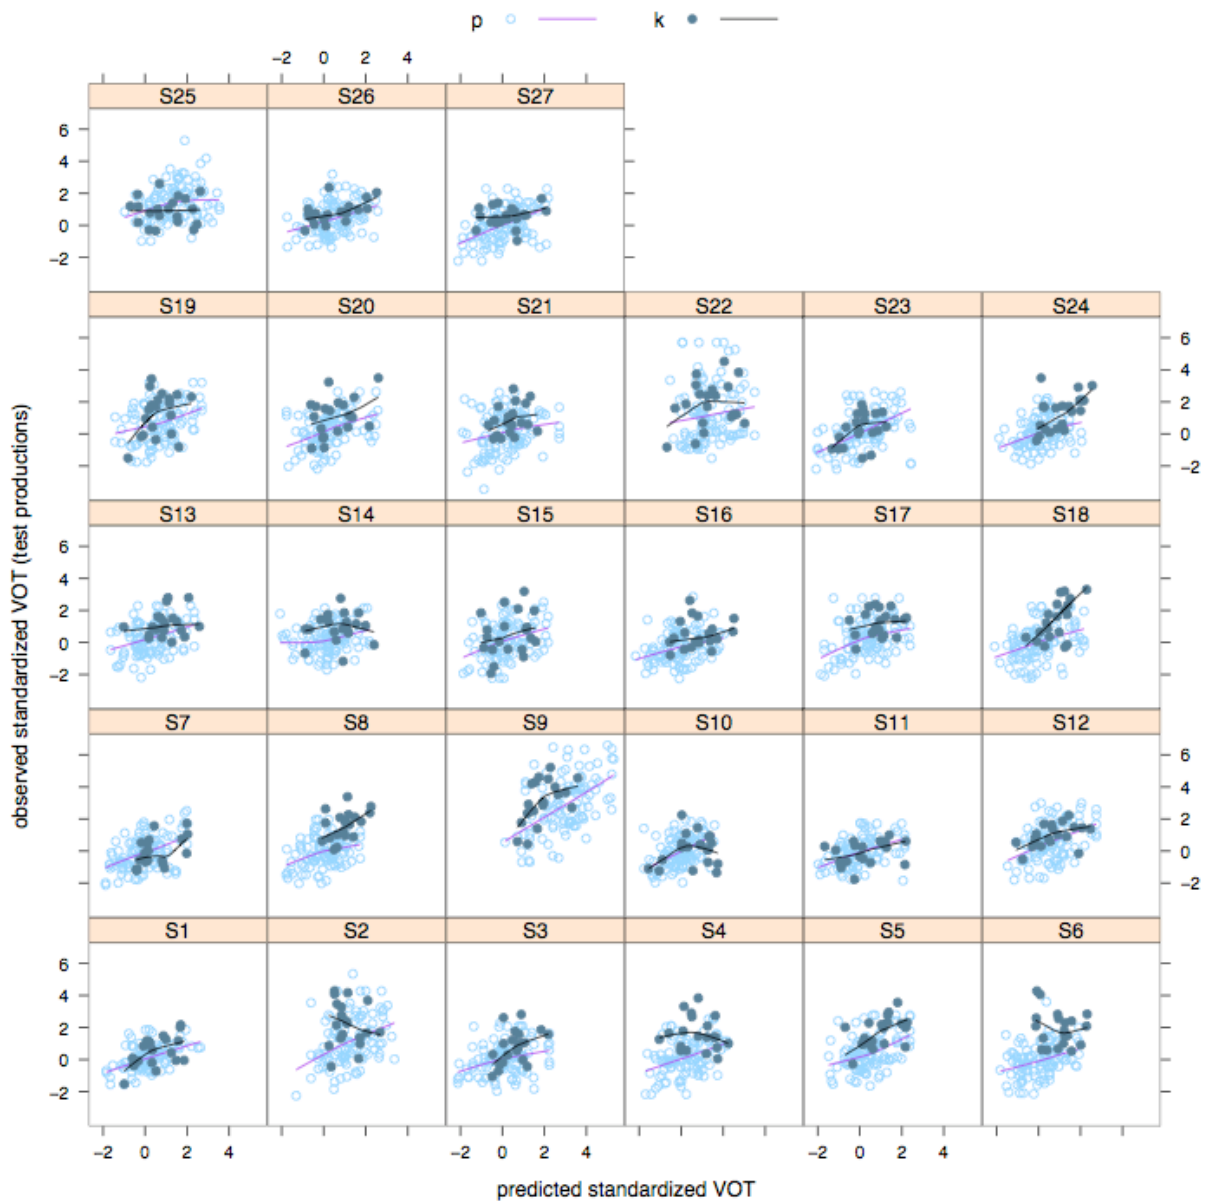 p k
−2 0 2 4
S25 S26 S27
6
4
2
0
−2
S19 S20 S21 S22 S23 S24
6
4
2
0
−2
S13 S14 S15 S16 S17 S18
6
4
2
0
−2
S7 S8 S9 S10 S11 S12
6
4
2
0
−2
S1 S2 S3 S4 S5 S6
6
4
2
0
−2
−2 0 2 4 −2 0 2 4 −2 0 2 4
observed standardized VOT (test productions)
predicted standardized VOT